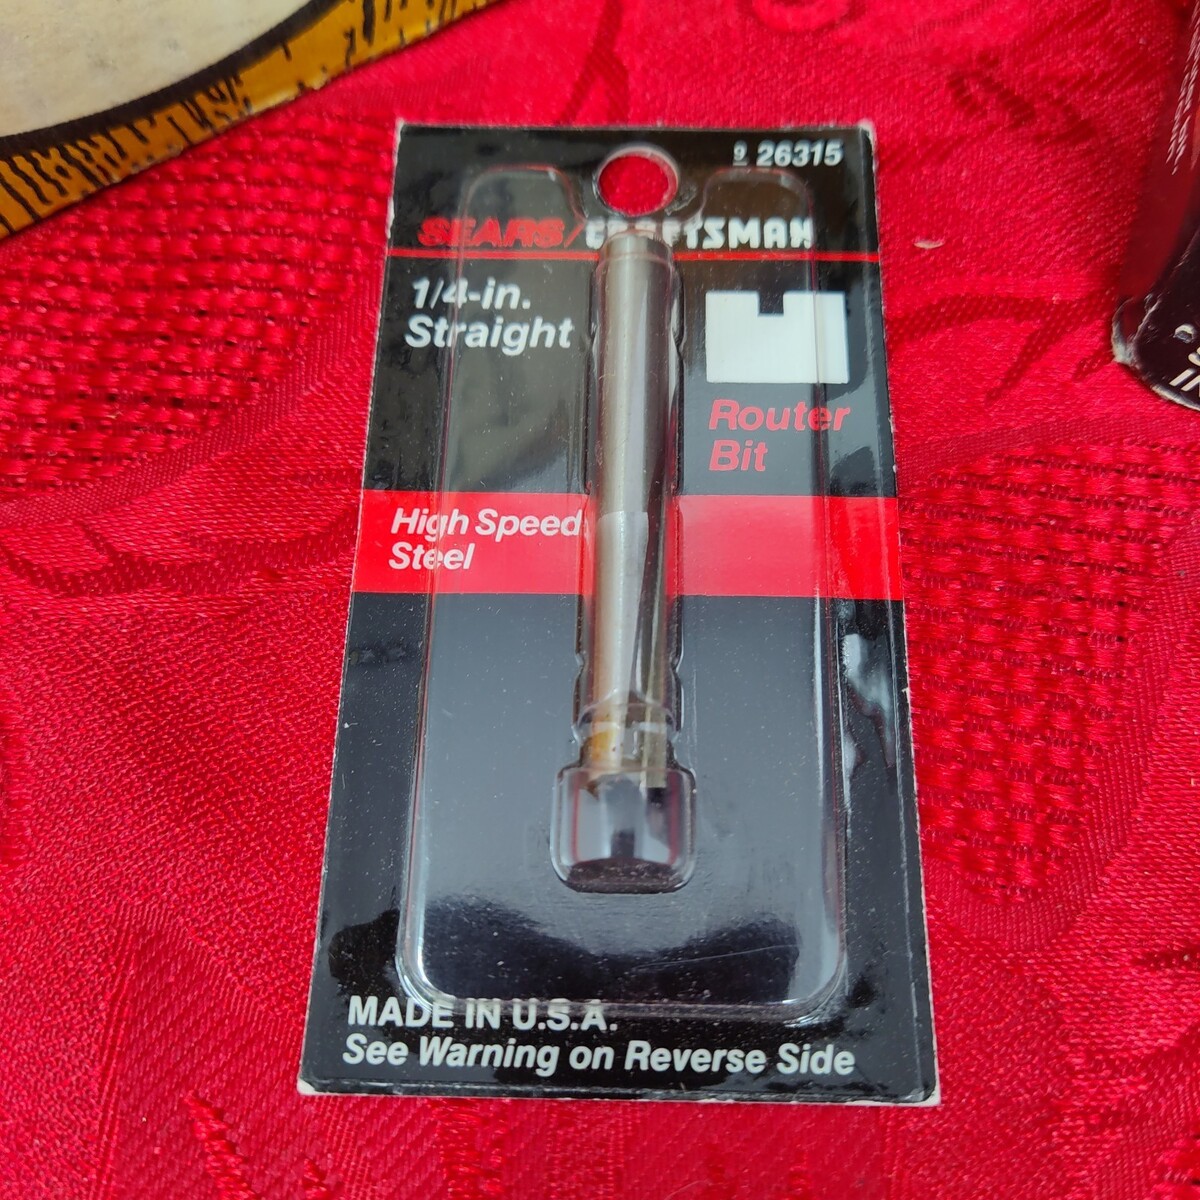 9 26315
SEARS/CRAFTSMAN
1/4-in.
Straight
Router
Bit
High Speed
Steel
MADE IN U.S.A.
See Warning on Reverse Side